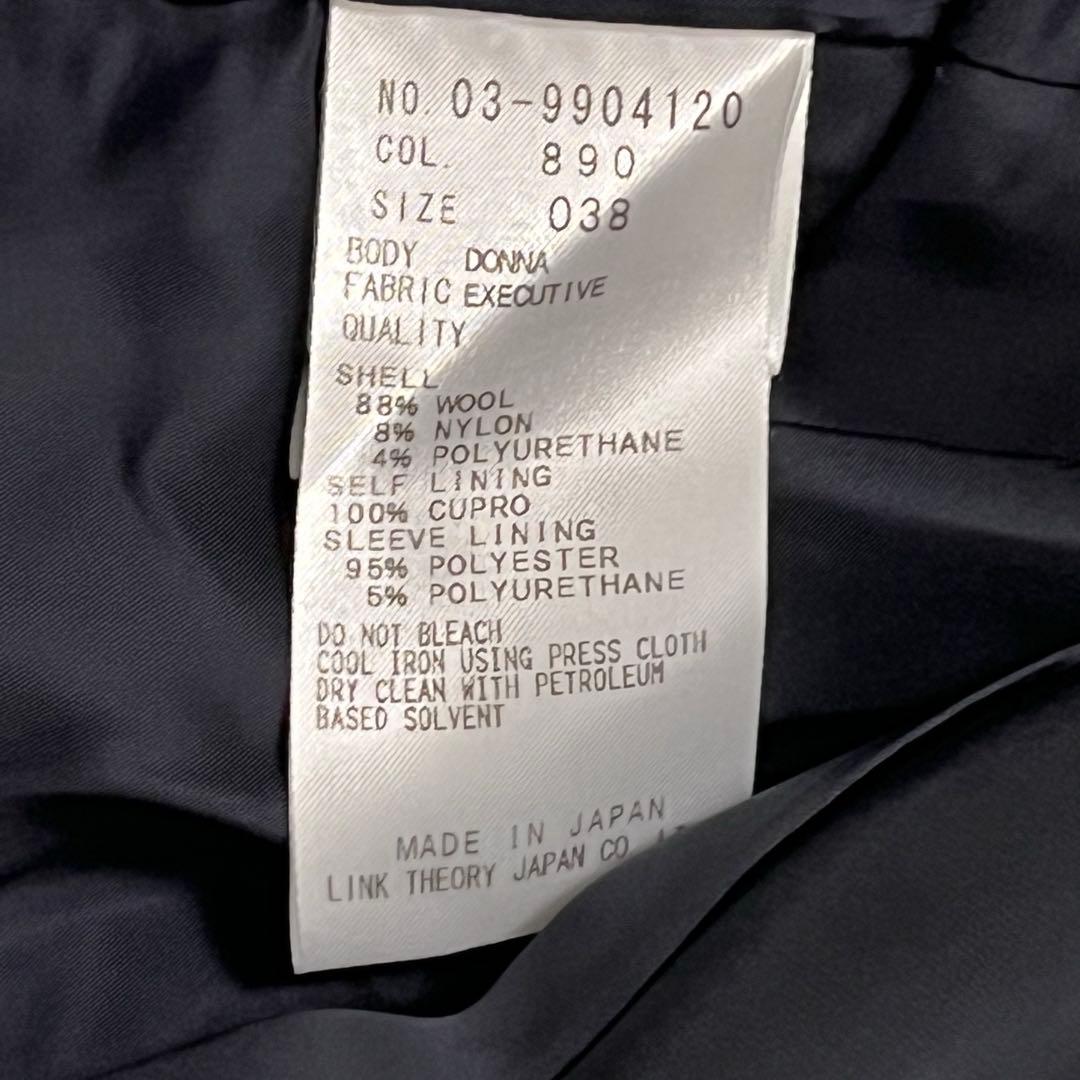 NO. 03-9904120
COL. 890
SIZE 038
BODY DONNA
FABRIC EXECUTIVE
QUALITY
SHELL
88% WOOL
8% NYLON
4% POLYURETHANE
SELF LINING
100% CUPRO
SLEEVE LINING
95% POLYESTER
5% POLYURETHANE
DO NOT BLEACH
COOL IRON USING PRESS CLOTH
DRY CLEAN WITH PETROLEUM
BASED SOLVENT
MADE IN JAPAN
LINK THEORY JAPAN CO